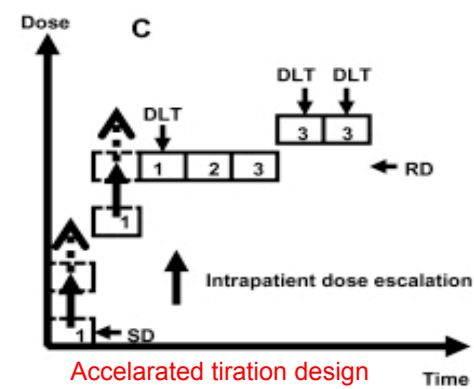 Dose
C
DLT DLT
3 3
DLT
1 2 3
RD
1
Intrapatient dose escalation
1 SD
Accelarated tiration design
Time